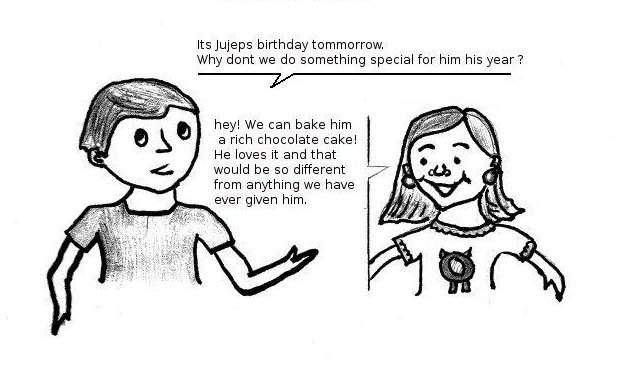 Its Jujeps birthday tommorrow.
Why dont we do something special for him his year ?
hey! We can bake him
a rich chocolate cake!
He loves it and that
would be so different
from anything we have
ever given him.